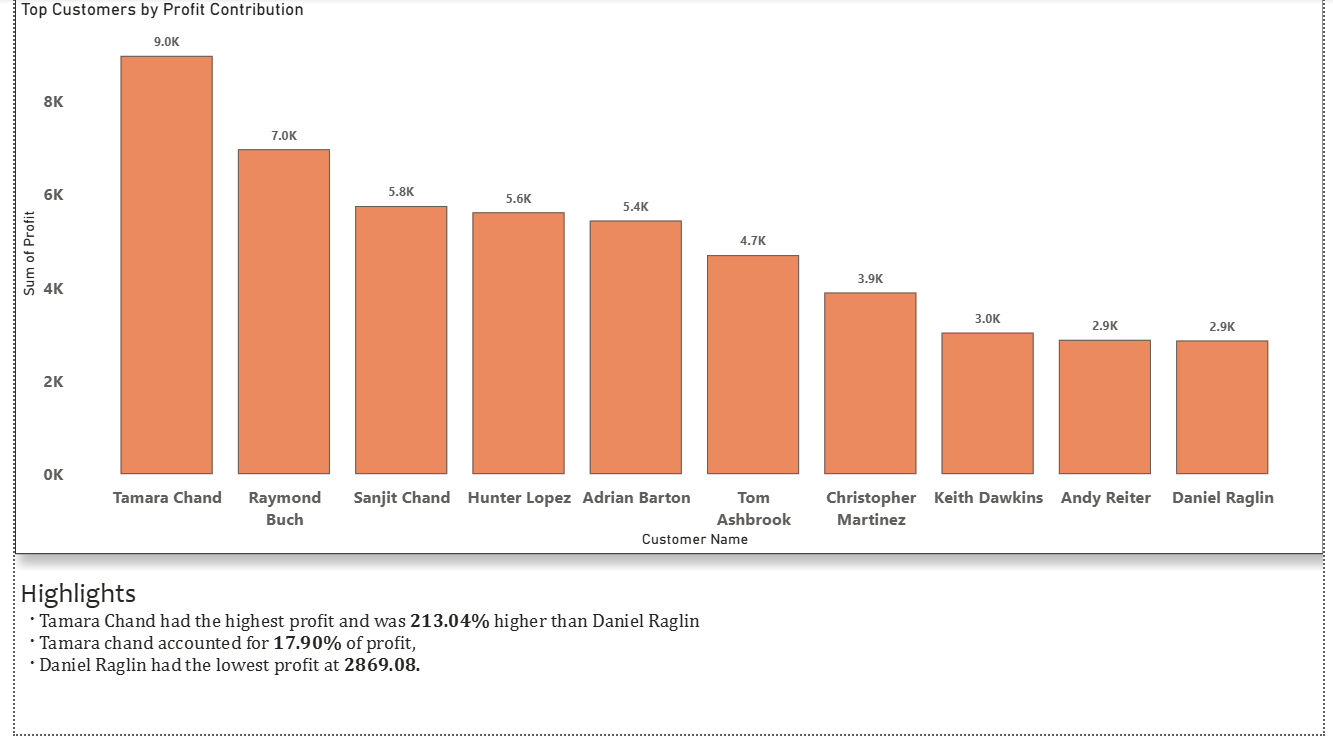 Top Customers by Profit Contribution
9.0K
7.0K
5.8K
5.6K
5.4K
4.7K
3.9K
3.0K
2.9K
2.9K
8K
6K
4K
2K
0K
Sum of Profit
Tamara Chand
Raymond
Buch
Sanjit Chand
Hunter Lopez
Adrian Barton
Tom
Ashbrook
Christopher
Martinez
Keith Dawkins
Andy Reiter
Daniel Raglin
Customer Name
Highlights
· Tamara Chand had the highest profit and was 213.04% higher than Daniel Raglin
· Tamara chand accounted for 17.90% of profit,
· Daniel Raglin had the lowest profit at 2869.08.